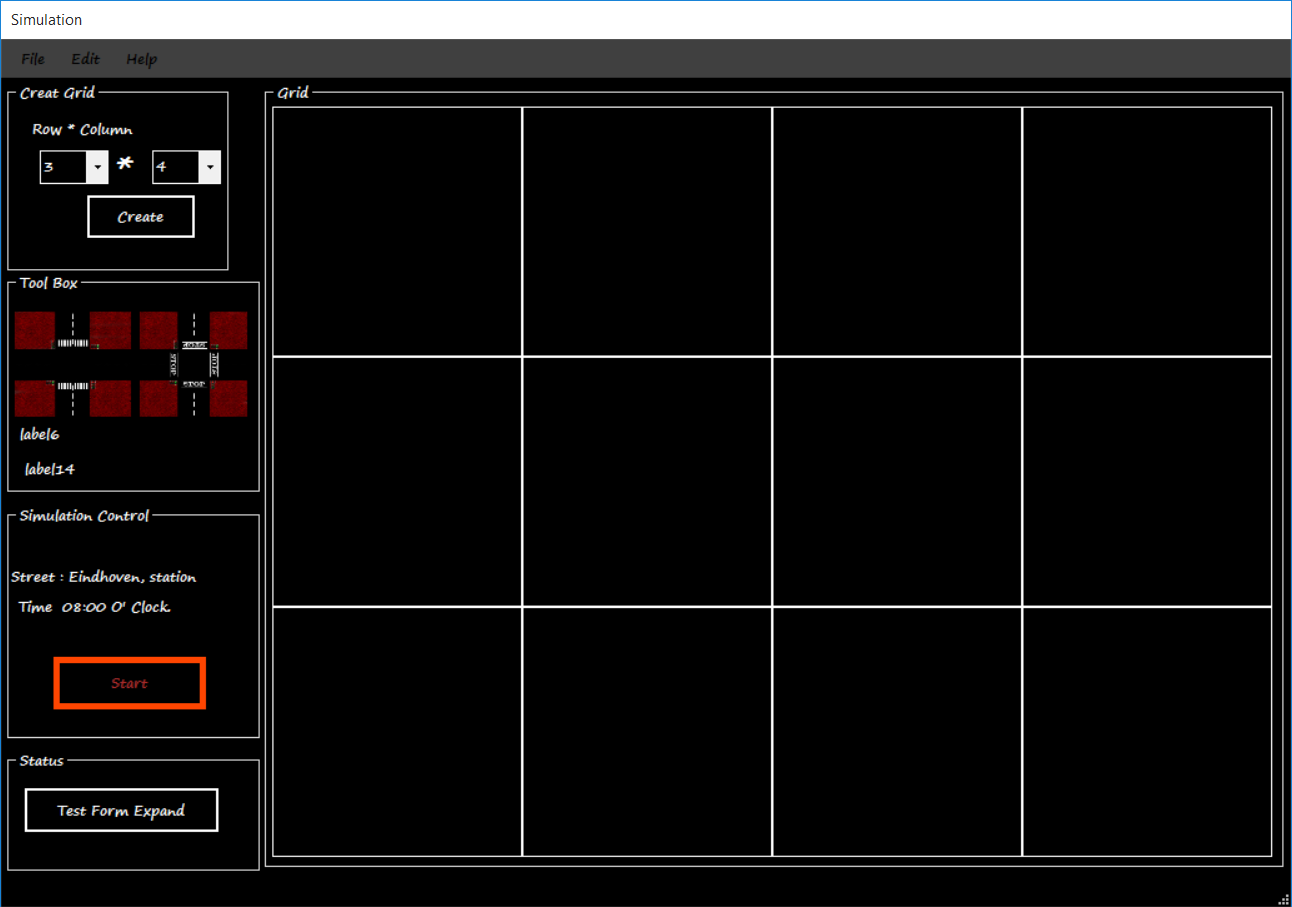 Simulation
File Edit Help
Creat Grid
Row * Column
3 * 4
Create
Tool Box
STOP
label6
label14
Simulation Control
Street : Eindhoven, station
Time 08:00 O' Clock.
Start
Status
Test Form Expand
Grid